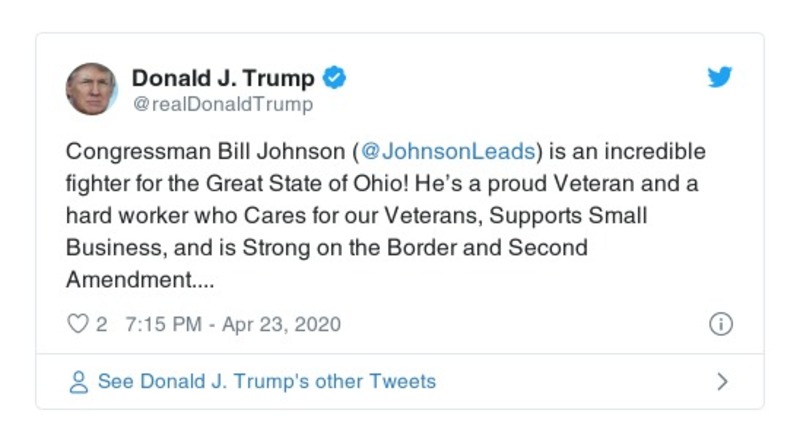 Donald J. Trump
@realDonaldTrump
Congressman Bill Johnson (@JohnsonLeads) is an incredible
fighter for the Great State of Ohio! He’s a proud Veteran and a
hard worker who Cares for our Veterans, Supports Small
Business, and is Strong on the Border and Second
Amendment....
2 7:15 PM - Apr 23, 2020
See Donald J. Trump's other Tweets